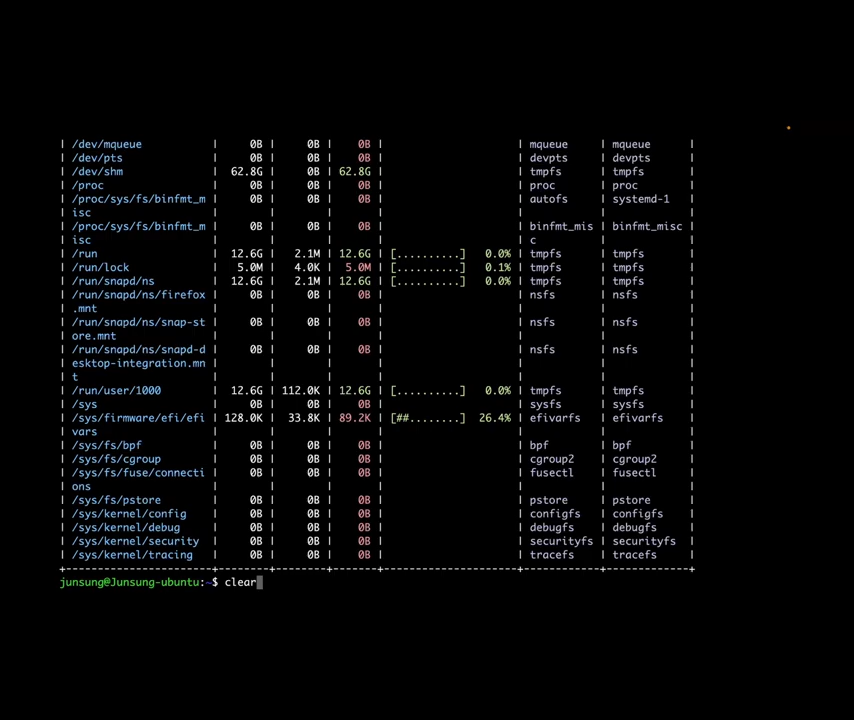 | /dev/mqueue | 0B | 0B | 0B | | mqueue | mqueue |
| /dev/pts | 0B | 0B | 0B | | devpts | devpts |
| /dev/shm | 62.8G | 0B | 62.8G | | tmpfs | tmpfs |
| /proc | 0B | 0B | 0B | | proc | proc |
| /proc/sys/fs/binfmt_m | 0B | 0B | 0B | | autofs | systemd-1 |
| isc | | | | | | |
| /proc/sys/fs/binfmt_m | 0B | 0B | 0B | | binfmt_mis | binfmt_misc |
| isc | | | | | c | |
| /run | 12.6G | 2.1M | 12.6G | [..........] 0.0% | tmpfs | tmpfs |
| /run/lock | 5.0M | 4.0K | 5.0M | [..........] 0.1% | tmpfs | tmpfs |
| /run/snapd/ns | 12.6G | 2.1M | 12.6G | [..........] 0.0% | tmpfs | tmpfs |
| /run/snapd/ns/firefox | 0B | 0B | 0B | | nsfs | nsfs |
| .mnt | | | | | | |
| /run/snapd/ns/snap-st | 0B | 0B | 0B | | nsfs | nsfs |
| ore.mnt | | | | | | |
| /run/snapd/ns/snapd-d | 0B | 0B | 0B | | nsfs | nsfs |
| esktop-integration.mn | | | | | | |
| t | | | | | | |
| /run/user/1000 | 12.6G | 112.0K | 12.6G | [..........] 0.0% | tmpfs | tmpfs |
| /sys | 0B | 0B | 0B | | sysfs | sysfs |
| /sys/firmware/efi/efi | 128.0K | 33.8K | 89.2K | [##........] 26.4% | efivarfs | efivarfs |
| vars | | | | | | |
| /sys/fs/bpf | 0B | 0B | 0B | | bpf | bpf |
| /sys/fs/cgroup | 0B | 0B | 0B | | cgroup2 | cgroup2 |
| /sys/fs/fuse/connecti | 0B | 0B | 0B | | fusectl | fusectl |
| ons | | | | | | |
| /sys/fs/pstore | 0B | 0B | 0B | | pstore | pstore |
| /sys/kernel/config | 0B | 0B | 0B | | configfs | configfs |
| /sys/kernel/debug | 0B | 0B | 0B | | debugfs | debugfs |
| /sys/kernel/security | 0B | 0B | 0B | | securityfs | securityfs |
| /sys/kernel/tracing | 0B | 0B | 0B | | tracefs | tracefs |
+-----------------------+--------+--------+-------+---------------------+------------+-------------+
junsung@Junsung-ubuntu:~$ clear